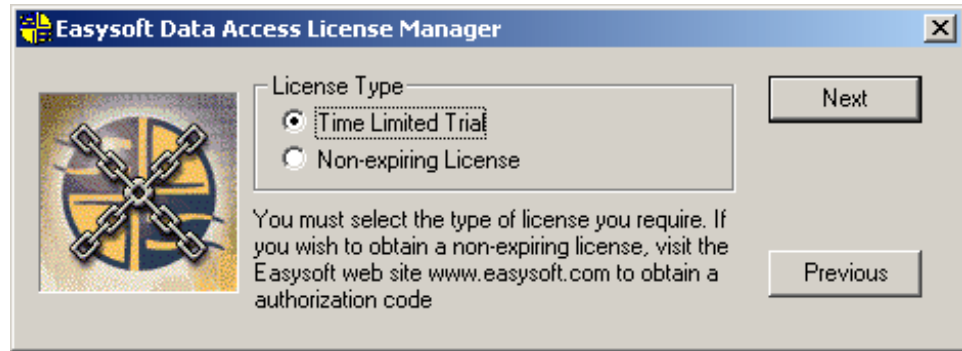 Easysoft Data Access License Manager
License Type
Time Limited Trial
Non-expiring License
Next
You must select the type of license you require. If
you wish to obtain a non-expiring license, visit the
Easysoft web site www.easysoft.com to obtain a
authorization code
Previous